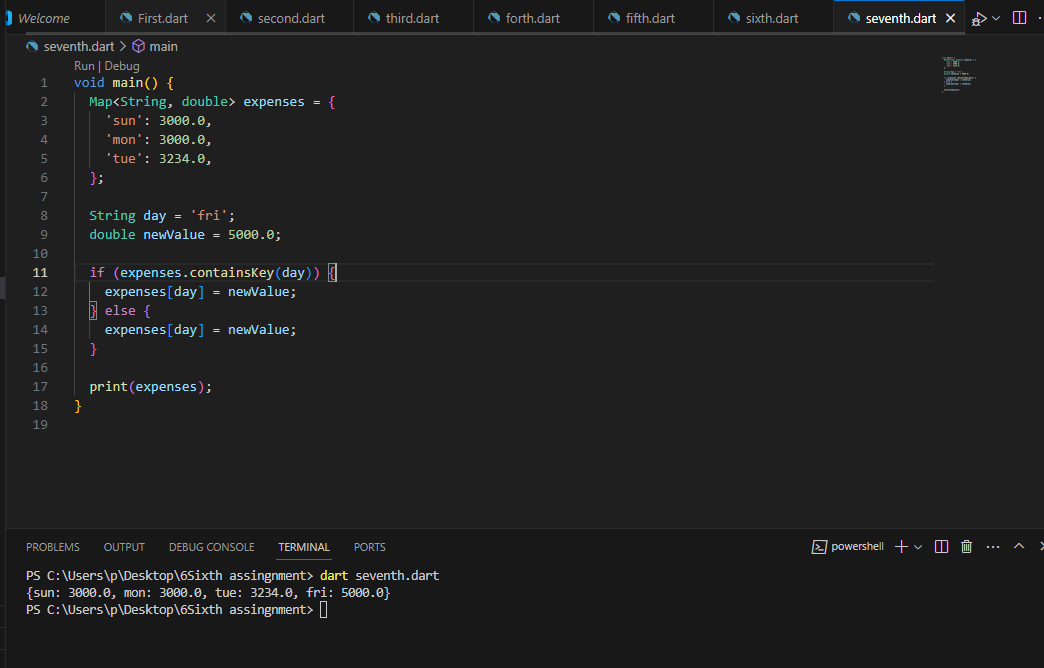 Welcome First.dart second.dart third.dart forth.dart fifth.dart sixth.dart seventh.dart
seventh.dart > main
Run | Debug
1 void main() {
2   Map<String, double> expenses = {
3     'sun': 3000.0,
4     'mon': 3000.0,
5     'tue': 3234.0,
6   };
7
8   String day = 'fri';
9   double newValue = 5000.0;
10
11   if (expenses.containsKey(day)) {
12     expenses[day] = newValue;
13   } else {
14     expenses[day] = newValue;
15   }
16
17   print(expenses);
18 }
19
PROBLEMS OUTPUT DEBUG CONSOLE TERMINAL PORTS powershell
PS C:\Users\p\Desktop\6Sixth assingnment> dart seventh.dart
{sun: 3000.0, mon: 3000.0, tue: 3234.0, fri: 5000.0}
PS C:\Users\p\Desktop\6Sixth assingnment>